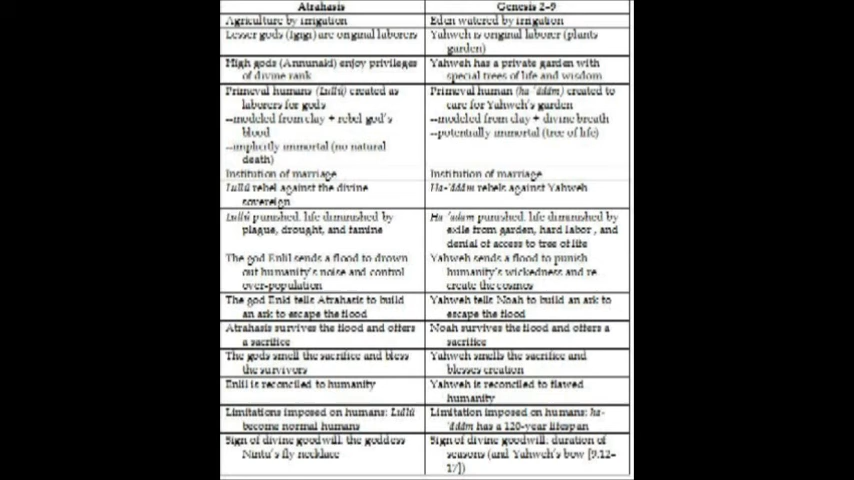 Atrahasis
Genesis 2–9
Agriculture by irrigation
Eden watered by irrigation
Lesser gods (Igigi) are original laborers
Yahweh is original laborer (plants
garden)
High gods (Annunaki) enjoy privileges
of divine rank
Yahweh has a private garden with
special trees of life and wisdom
Primeval humans (Lullû) created as
laborers for gods
--modeled from clay + rebel god's
blood
--implicitly immortal (no natural
death)
Primeval human (ha-'ādām) created to
care for Yahweh's garden
--modeled from clay + divine breath
--potentially immortal (tree of life)
Institution of marriage
Institution of marriage
Lullû rebel against the divine
sovereign
Ha-'ādām rebels against Yahweh
Lullû punished, life diminished by
plague, drought, and famine
Ha-'ādām punished, life diminished by
exile from garden, hard labor, and
denial of access to tree of life
The god Enlil sends a flood to drown
out humanity's noise and control
over-population
Yahweh sends a flood to punish
humanity's wickedness and re
create the cosmos
The god Enki tells Atrahasis to build
an ark to escape the flood
Yahweh tells Noah to build an ark to
escape the flood
Atrahasis survives the flood and offers
a sacrifice
Noah survives the flood and offers a
sacrifice
The gods smell the sacrifice and bless
the survivors
Yahweh smells the sacrifice and
blesses creation
Enlil is reconciled to humanity
Yahweh is reconciled to flawed
humanity
Limitations imposed on humans: Lullû
become normal humans
Limitation imposed on humans: ha-
'ādām has a 120-year lifespan
Sign of divine goodwill: the goddess
Nintu's fly necklace
Sign of divine goodwill: duration of
seasons (and Yahweh's bow [9.12–
17])